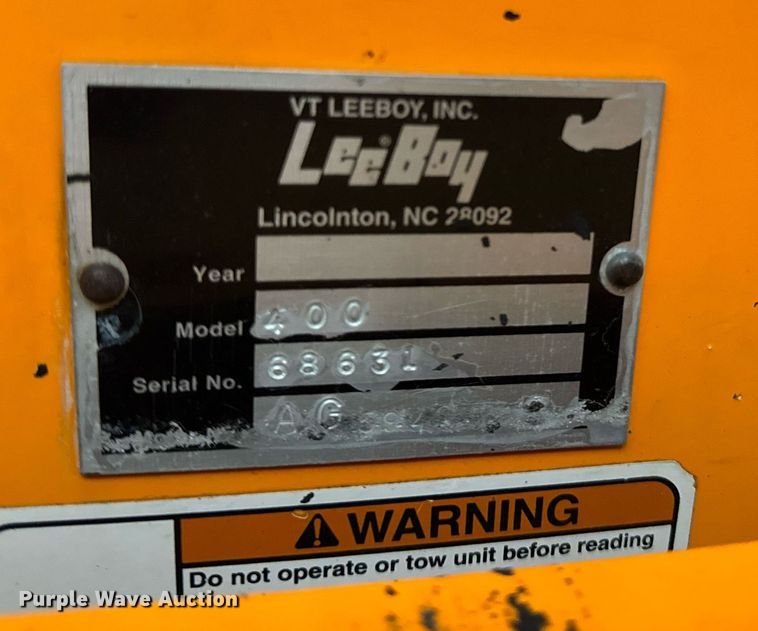 VT LEEBOY, INC.
LeeBoy®
Lincolnton, NC 28092
Year
Model 400
Serial No. 68631
AG
WARNING
Do not operate or tow unit before reading
Purple Wave Auction